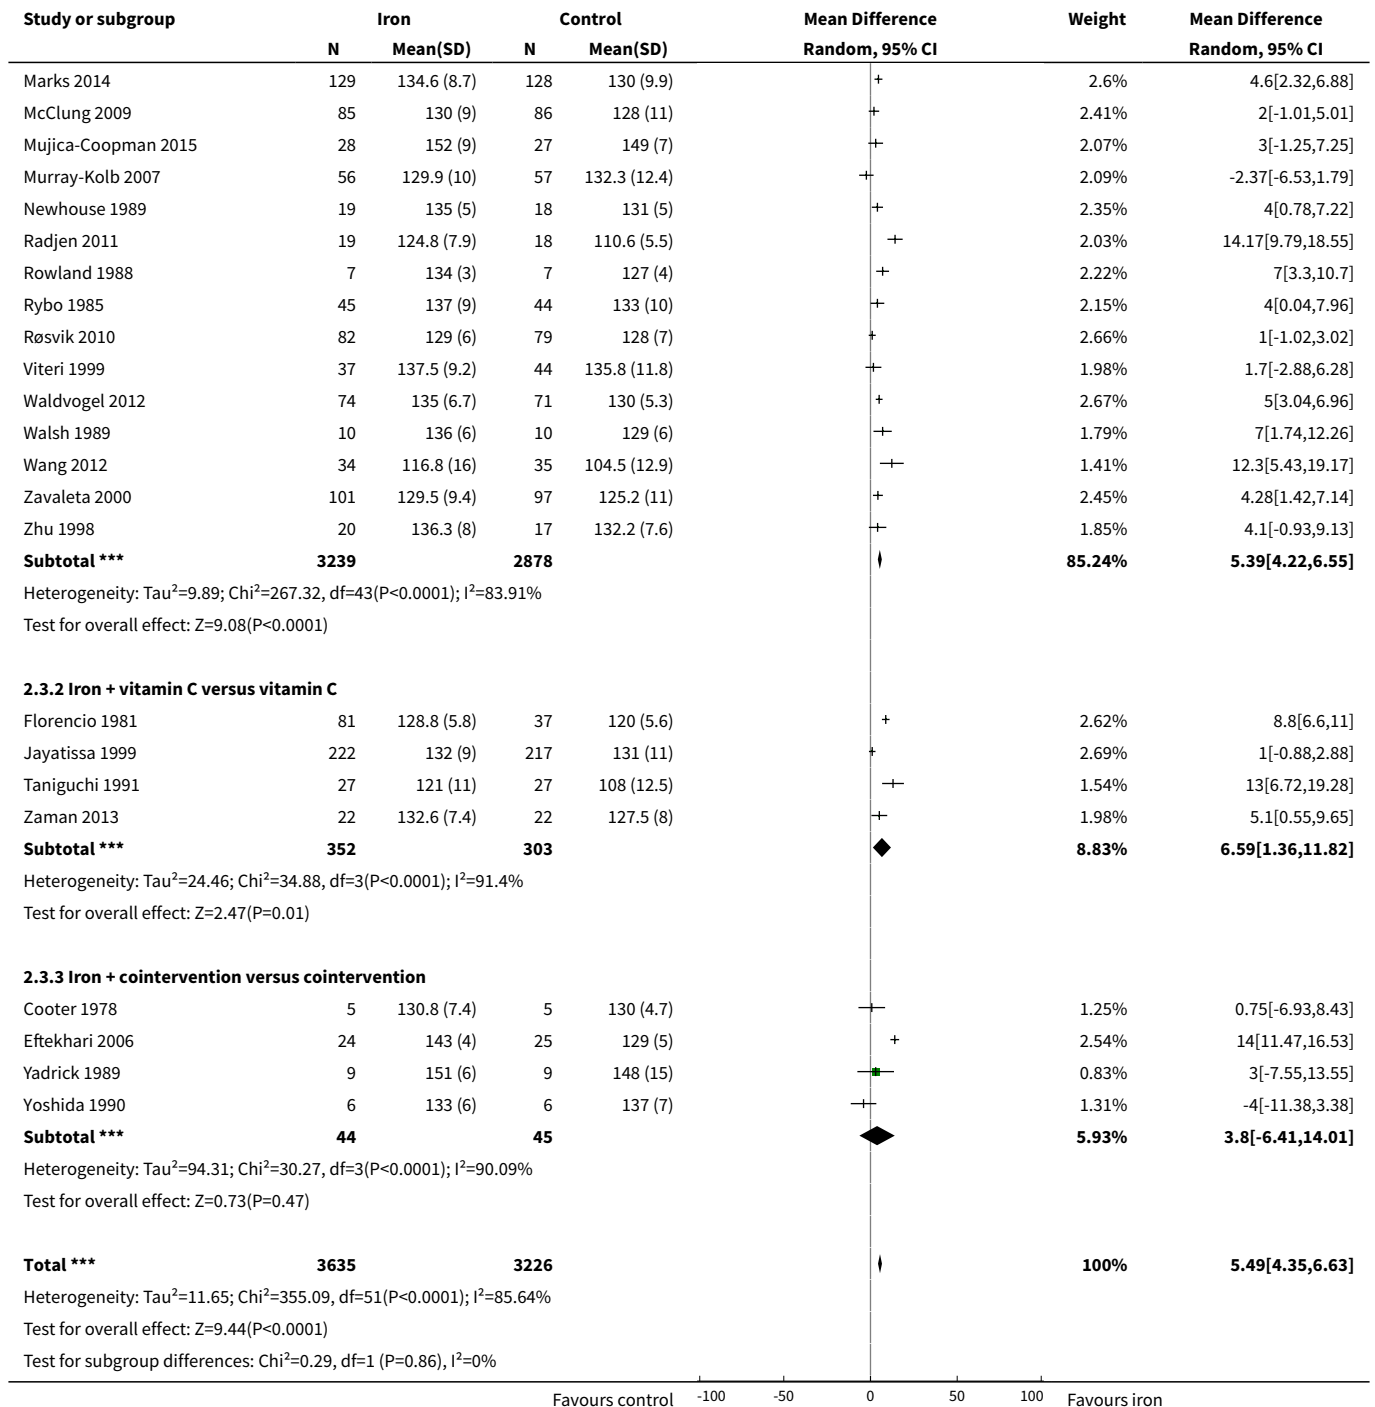 Study or subgroup Iron Control Mean Difference Weight Mean Difference
N Mean(SD) N Mean(SD) Random, 95% CI Random, 95% CI
Marks 2014 129 134.6 (8.7) 128 130 (9.9) 2.6% 4.6[2.32,6.88]
McClung 2009 85 130 (9) 86 128 (11) 2.41% 2[-1.01,5.01]
Mujica-Coopman 2015 28 152 (9) 27 149 (7) 2.07% 3[-1.25,7.25]
Murray-Kolb 2007 56 129.9 (10) 57 132.3 (12.4) 2.09% -2.37[-6.53,1.79]
Newhouse 1989 19 135 (5) 18 131 (5) 2.35% 4[0.78,7.22]
Radjen 2011 19 124.8 (7.9) 18 110.6 (5.5) 2.03% 14.17[9.79,18.55]
Rowland 1988 7 134 (3) 7 127 (4) 2.22% 7[3.3,10.7]
Rybo 1985 45 137 (9) 44 133 (10) 2.15% 4[0.04,7.96]
Røsvik 2010 82 129 (6) 79 128 (7) 2.66% 1[-1.02,3.02]
Viteri 1999 37 137.5 (9.2) 44 135.8 (11.8) 1.98% 1.7[-2.88,6.28]
Waldvogel 2012 74 135 (6.7) 71 130 (5.3) 2.67% 5[3.04,6.96]
Walsh 1989 10 136 (6) 10 129 (6) 1.79% 7[1.74,12.26]
Wang 2012 34 116.8 (16) 35 104.5 (12.9) 1.41% 12.3[5.43,19.17]
Zavaleta 2000 101 129.5 (9.4) 97 125.2 (11) 2.45% 4.28[1.42,7.14]
Zhu 1998 20 136.3 (8) 17 132.2 (7.6) 1.85% 4.1[-0.93,9.13]
Subtotal *** 3239 2878 85.24% 5.39[4.22,6.55]
Heterogeneity: Tau²=9.89; Chi²=267.32, df=43(P<0.0001); I²=83.91%
Test for overall effect: Z=9.08(P<0.0001)
2.3.2 Iron + vitamin C versus vitamin C
Florencio 1981 81 128.8 (5.8) 37 120 (5.6) 2.62% 8.8[6.6,11]
Jayatissa 1999 222 132 (9) 217 131 (11) 2.69% 1[-0.88,2.88]
Taniguchi 1991 27 121 (11) 27 108 (12.5) 1.54% 13[6.72,19.28]
Zaman 2013 22 132.6 (7.4) 22 127.5 (8) 1.98% 5.1[0.55,9.65]
Subtotal *** 352 303 8.83% 6.59[1.36,11.82]
Heterogeneity: Tau²=24.46; Chi²=34.88, df=3(P<0.0001); I²=91.4%
Test for overall effect: Z=2.47(P=0.01)
2.3.3 Iron + cointervention versus cointervention
Cooter 1978 5 130.8 (7.4) 5 130 (4.7) 1.25% 0.75[-6.93,8.43]
Eftekhari 2006 24 143 (4) 25 129 (5) 2.54% 14[11.47,16.53]
Yadrick 1989 9 151 (6) 9 148 (15) 0.83% 3[-7.55,13.55]
Yoshida 1990 6 133 (6) 6 137 (7) 1.31% -4[-11.38,3.38]
Subtotal *** 44 45 5.93% 3.8[-6.41,14.01]
Heterogeneity: Tau²=94.31; Chi²=30.27, df=3(P<0.0001); I²=90.09%
Test for overall effect: Z=0.73(P=0.47)
Total *** 3635 3226 100% 5.49[4.35,6.63]
Heterogeneity: Tau²=11.65; Chi²=355.09, df=51(P<0.0001); I²=85.64%
Test for overall effect: Z=9.44(P<0.0001)
Test for subgroup differences: Chi²=0.29, df=1 (P=0.86), I²=0%
Favours control -100 -50 0 50 100 Favours iron